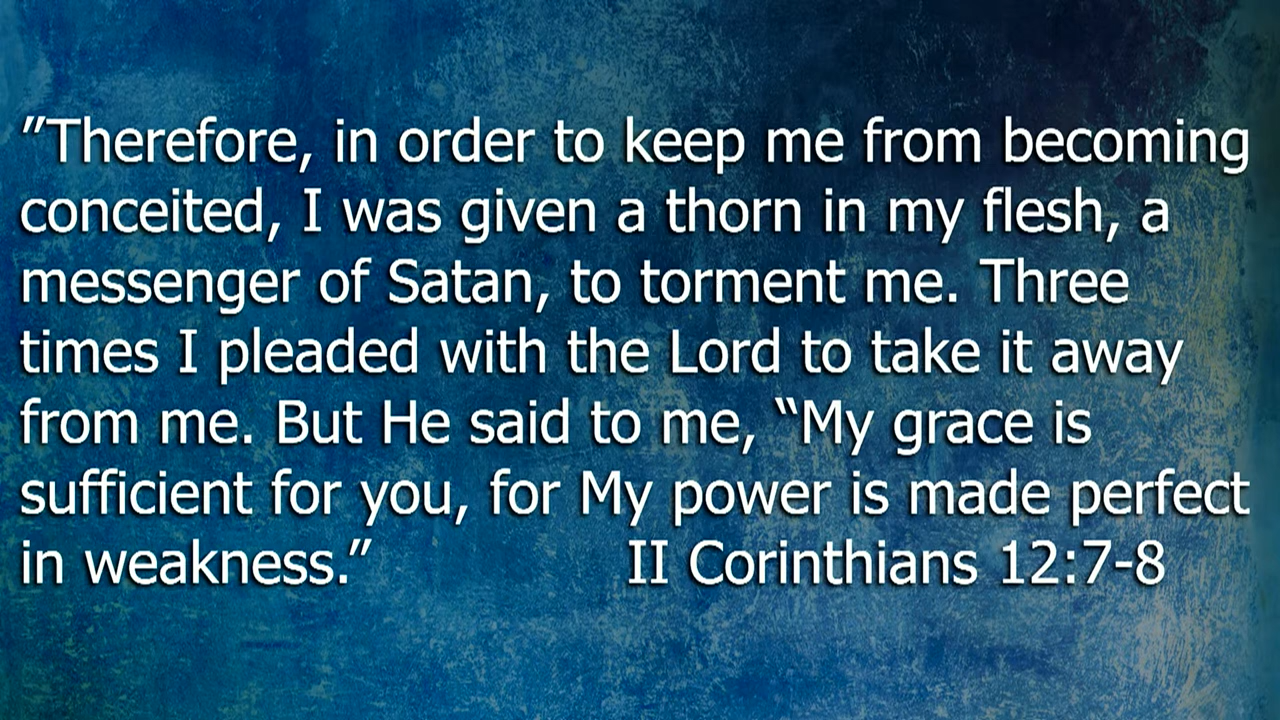 ”Therefore, in order to keep me from becoming
conceited, I was given a thorn in my flesh, a
messenger of Satan, to torment me. Three
times I pleaded with the Lord to take it away
from me. But He said to me, “My grace is
sufficient for you, for My power is made perfect
in weakness.” II Corinthians 12:7-8